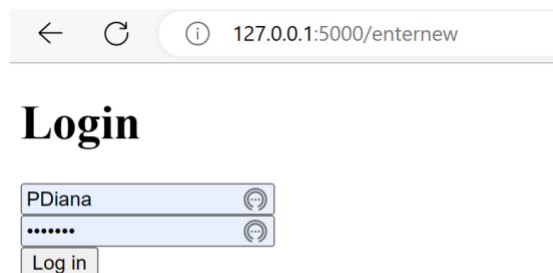 127.0.0.1:5000/enternew
Login
PDiana
•••••••
Log in